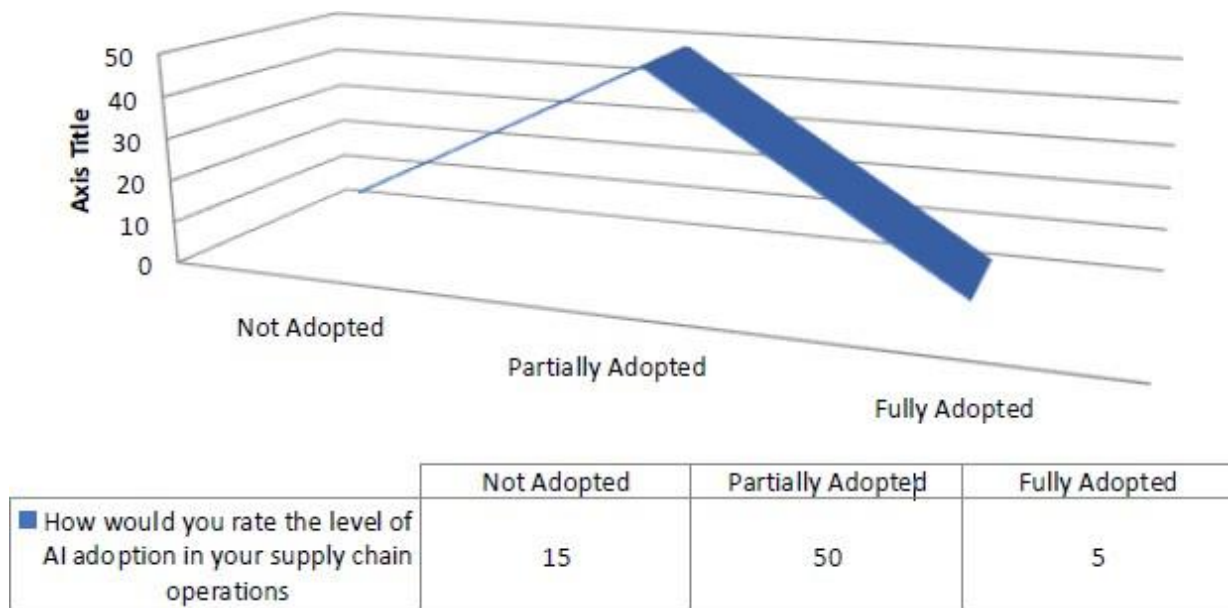 50
40
30
20
10
0
Axis Title
Not Adopted
Partially Adopted
Fully Adopted
Not Adopted Partially Adopted Fully Adopted
How would you rate the level of
AI adoption in your supply chain
operations
15 50 5